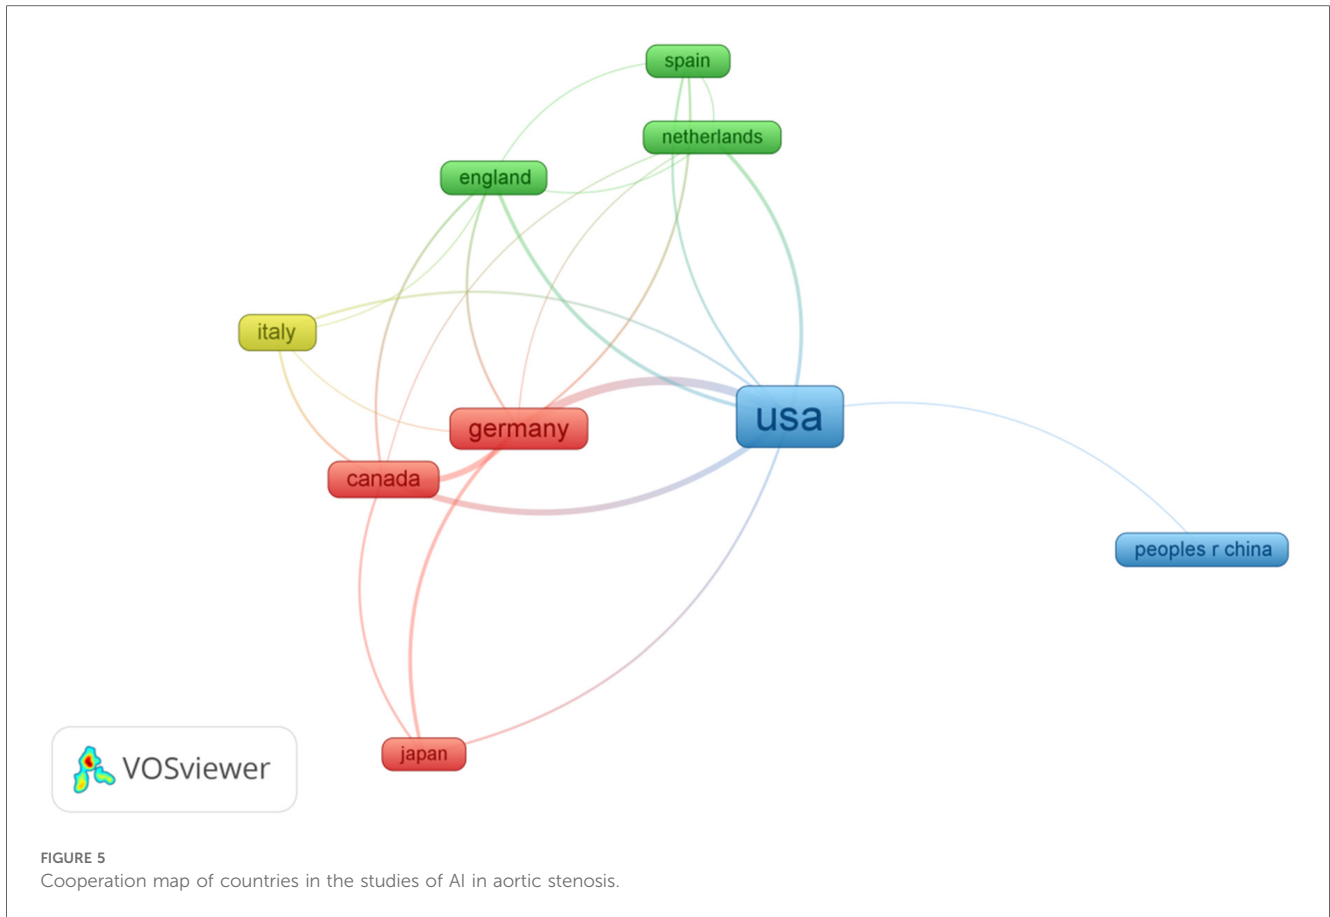 spain
netherlands
england
italy
usa
germany
canada
peoples r china
japan
VOSviewer
FIGURE 5
Cooperation map of countries in the studies of AI in aortic stenosis.